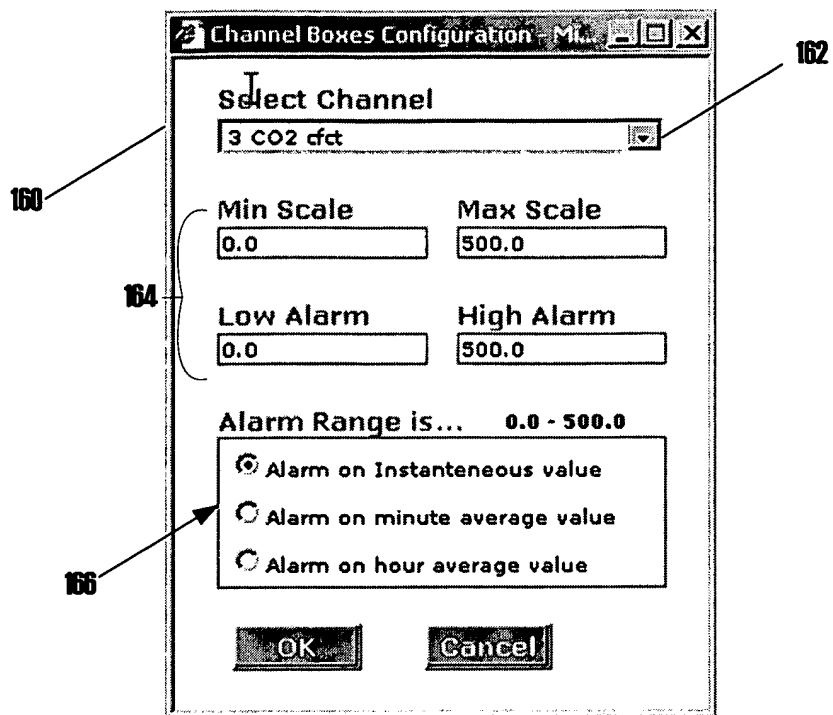 Channel Boxes Configuration - Mi...
162
Select Channel
3 CO2 cfct
160
Min Scale Max Scale
0.0 500.0
164
Low Alarm High Alarm
0.0 500.0
Alarm Range is... 0.0 - 500.0
Alarm on Instanteneous value
Alarm on minute average value
166
Alarm on hour average value
OK Cancel